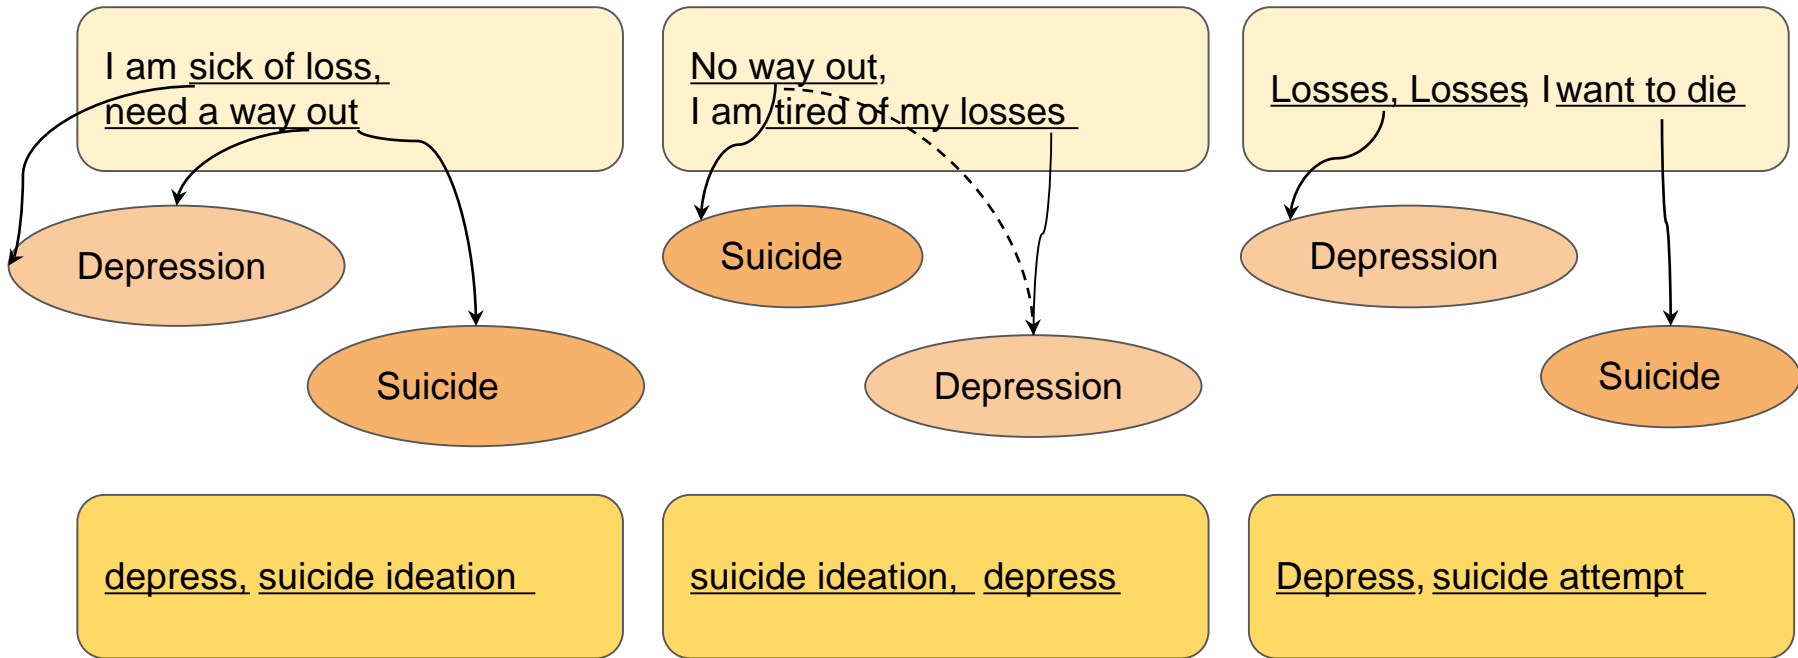 I am sick of loss,
need a way out
No way out,
I am tired of my losses
Losses, Losses, I want to die
Depression
Suicide
Suicide
Depression
Depression
Suicide
depress, suicide ideation
suicide ideation, depress
Depress, suicide attempt